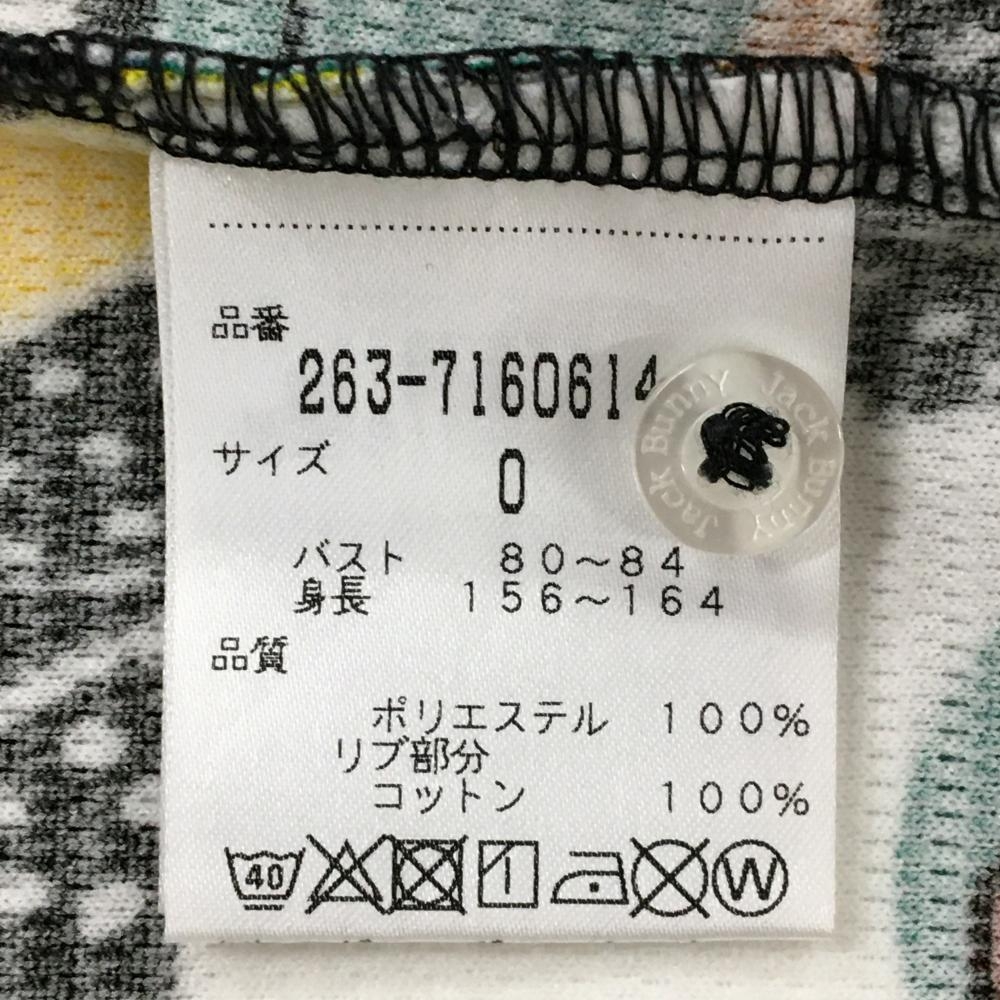 品番
263-7160614
サイズ
0
Jack Bunny Jack Bunny
バスト 80～84
身長 156～164
品質
ポリエステル 100%
リブ部分
コットン 100%
40
W